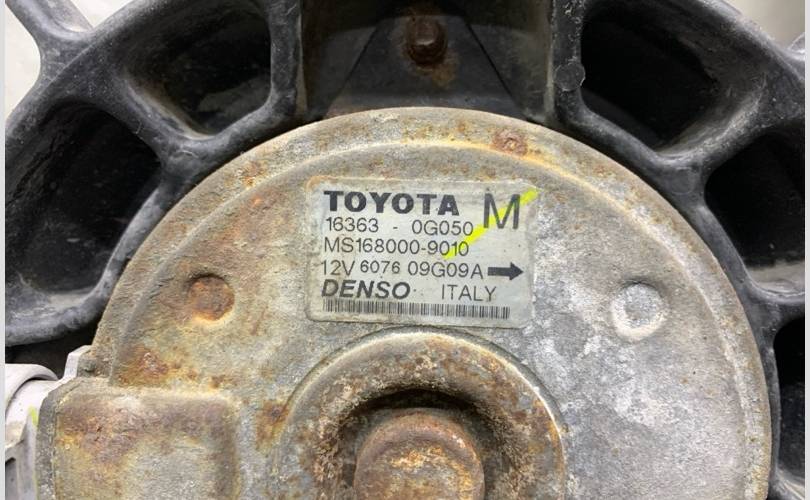 TOYOTA M
16363 - 0G050
MS168000-9010
12V 6076 09G09A →
DENSO ITALY